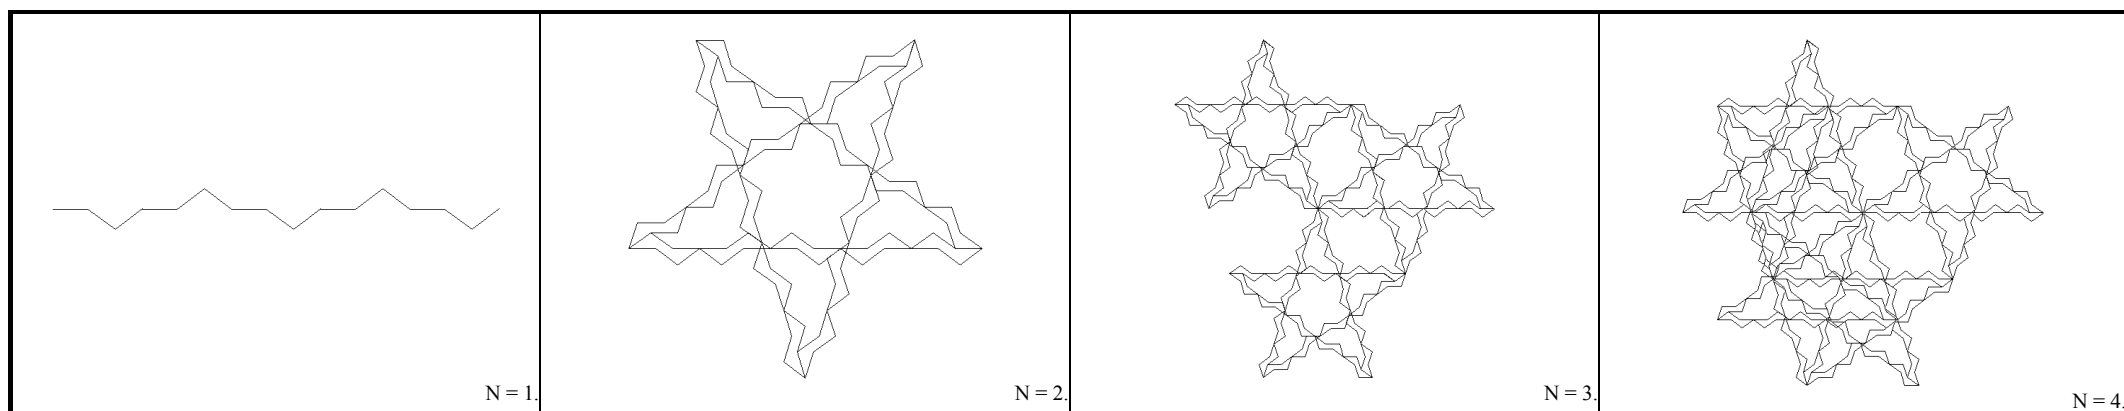 N = 1.
N = 2.
N = 3.
N = 4.